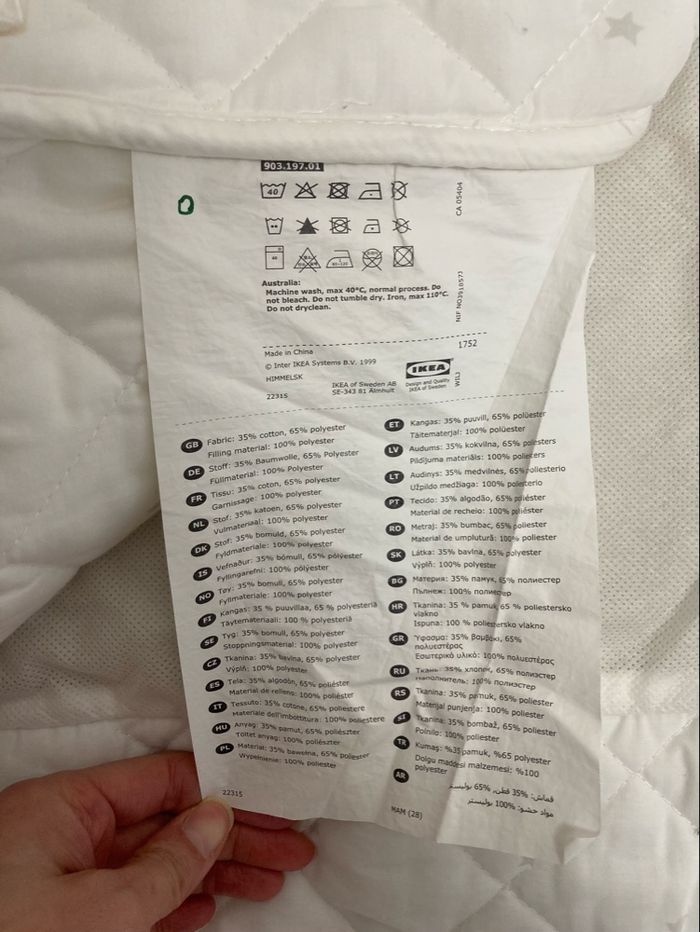 903.197.01
40
CA 05404
40
Australia:
Machine wash, max 40°C, normal process. Do
not bleach. Do not tumble dry. Iron, max 110°C.
Do not dryclean.
Made in China
© Inter IKEA Systems B.V. 1999
HIMMELSK
22315
IKEA of Sweden AB
SE-343 81 Älmhult
IKEA
Design and Quality
IKEA of Sweden
1752
GB Fabric: 35% cotton, 65% polyester
Filling material: 100% polyester
DE Stoff: 35% Baumwolle, 65% Polyester
Füllmaterial: 100% Polyester
FR Tissu: 35% coton, 65% polyester
Garnissage: 100% polyester
NL Stof: 35% katoen, 65% polyester
Vulmateriaal: 100% polyester
DK Stof: 35% bomuld, 65% polyester
Fyldmateriale: 100% polyester
IS Vefnaður: 35% bómull, 65% pólýester
Fyllingarefni: 100% pólýester
NO Tøy: 35% bomull, 65% polyester
Fyllmateriale: 100% polyester
FI Kangas: 35 % puuvillaa, 65 % polyesteriä
Täytemateriaali: 100 % polyesteriä
SE Tyg: 35% bomull, 65% polyester
Stoppningsmaterial: 100% polyester
CZ Tkanina: 35% bavlna, 65% polyester
Výplň: 100% polyester
ES Tela: 35% algodón, 65% poliéster
Material de relleno: 100% poliéster
IT Tessuto: 35% cotone, 65% poliestere
Materiale dell'imbottitura: 100% poliestere
HU Anyag: 35% pamut, 65% poliészter
Töltet anyag: 100% poliészter
PL Materiał: 35% bawełna, 65% poliester
Wypełnienie: 100% poliester
22315
ET Kangas: 35% puuvill, 65% polüester
Täitematerjal: 100% polüester
LV Audums: 35% kokvilna, 65% poliesters
Pildījuma materiāls: 100% poliesters
LT Audinys: 35% medvilnės, 65% poliesterio
Užpildo medžiaga: 100% poliesterio
PT Tecido: 35% algodão, 65% poliéster
Material de recheio: 100% poliéster
RO Metraj: 35% bumbac, 65% poliester
Material de umplutură: 100% poliester
SK Látka: 35% bavlna, 65% polyester
Výplň: 100% polyester
BG Материя: 35% памук, 65% полиестер
Пълнеж: 100% полиестер
HR Tkanina: 35 % pamuk, 65 % poliestersko
vlakno
Ispuna: 100 % poliestersko vlakno
GR Ύφασμα: 35% βαμβάκι, 65%
πολυεστέρας
Εσωτερικό υλικό: 100% πολυεστέρας
RU Ткань: 35% хлопок, 65% полиэстер
Наполнитель: 100% полиэстер
RS Tkanina: 35% pamuk, 65% poliester
Materijal punjenja: 100% poliester
SI Tkanina: 35% bombaž, 65% poliester
Polnilo: 100% poliester
TR Kumaş: %35 pamuk, %65 polyester
Dolgu maddesi malzemesi: %100
polyester
AR قماش: 35% قطن، 65% بوليستر
مواد حشو: 100% بوليستر
MAM (28)